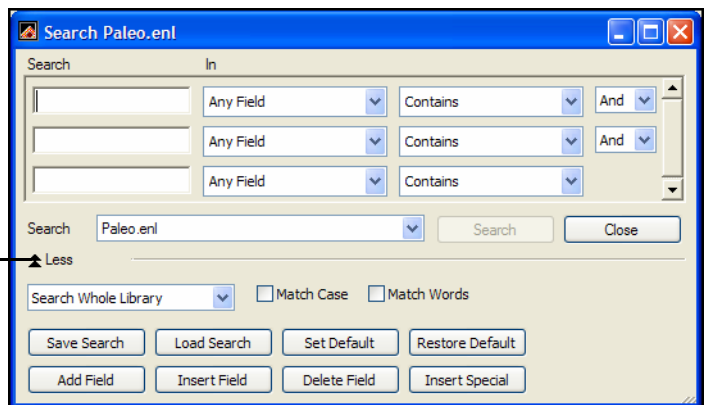 Search Paleo.enl
Search In
Any Field Contains And
Any Field Contains And
Any Field Contains
Search Paleo.enl Search Close
Less
Search Whole Library Match Case Match Words
Save Search Load Search Set Default Restore Default
Add Field Insert Field Delete Field Insert Special